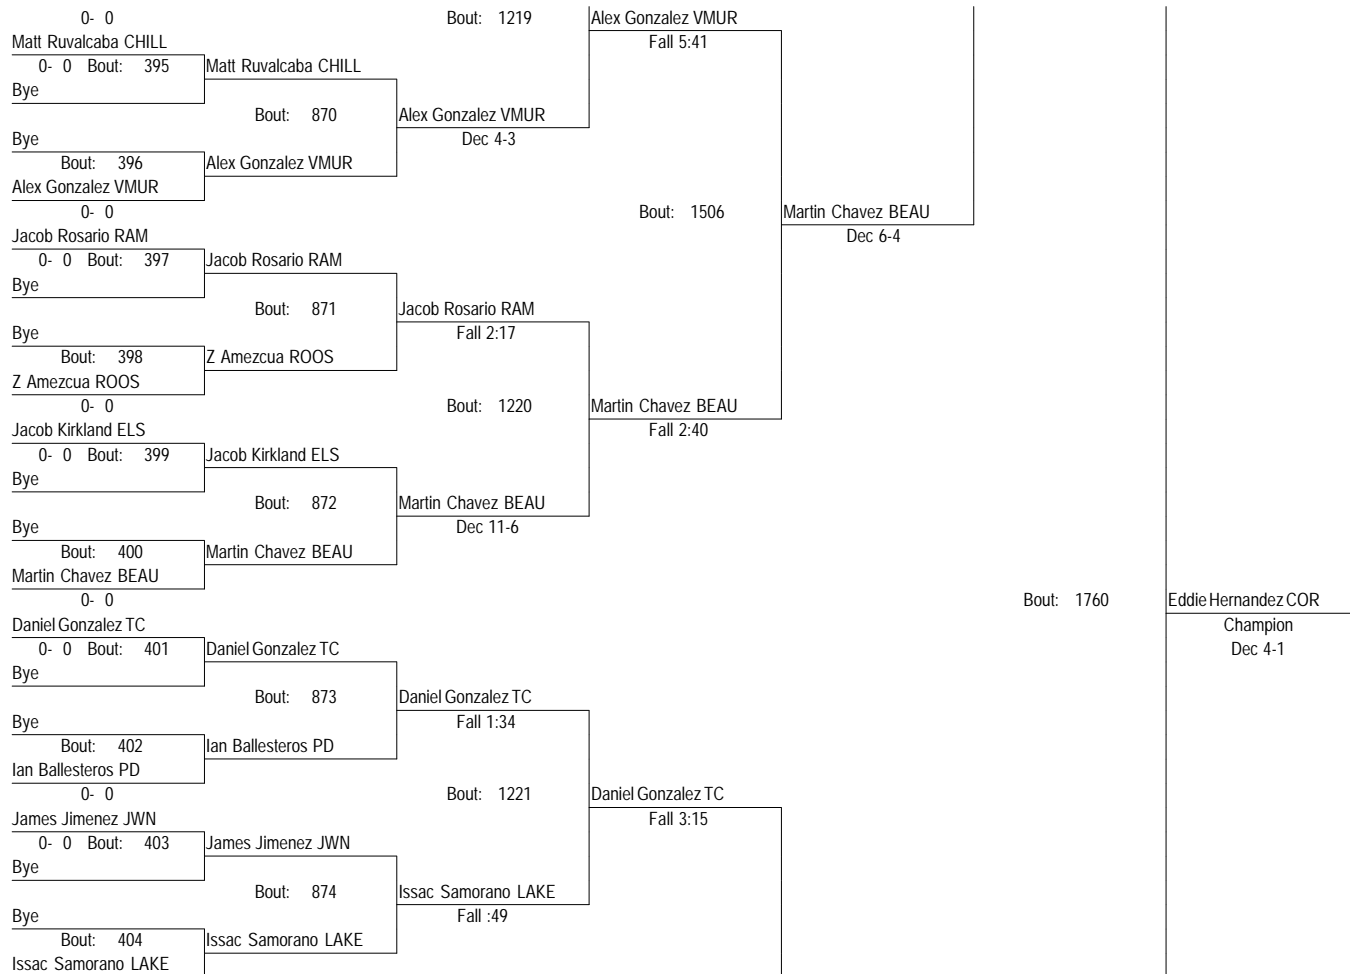 0- 0 Bout: 1219 Alex Gonzalez VMUR
Matt Ruvalcaba CHILL Fall 5:41
0- 0 Bout: 395 Matt Ruvalcaba CHILL
Bye
Bout: 870 Alex Gonzalez VMUR
Bye Dec 4-3
Bout: 396 Alex Gonzalez VMUR
Alex Gonzalez VMUR
0- 0 Bout: 1506 Martin Chavez BEAU
Jacob Rosario RAM Dec 6-4
0- 0 Bout: 397 Jacob Rosario RAM
Bye
Bout: 871 Jacob Rosario RAM
Bye Fall 2:17
Bout: 398 Z Amezcua ROOS
Z Amezcua ROOS
0- 0 Bout: 1220 Martin Chavez BEAU
Jacob Kirkland ELS Fall 2:40
0- 0 Bout: 399 Jacob Kirkland ELS
Bye
Bout: 872 Martin Chavez BEAU
Bye Dec 11-6
Bout: 400 Martin Chavez BEAU
Martin Chavez BEAU
0- 0 Bout: 1760 Eddie Hernandez COR
Daniel Gonzalez TC Champion
0- 0 Bout: 401 Daniel Gonzalez TC Dec 4-1
Bye
Bout: 873 Daniel Gonzalez TC
Bye Fall 1:34
Bout: 402 Ian Ballesteros PD
Ian Ballesteros PD
0- 0 Bout: 1221 Daniel Gonzalez TC
James Jimenez JWN Fall 3:15
0- 0 Bout: 403 James Jimenez JWN
Bye
Bout: 874 Issac Samorano LAKE
Bye Fall :49
Bout: 404 Issac Samorano LAKE
Issac Samorano LAKE